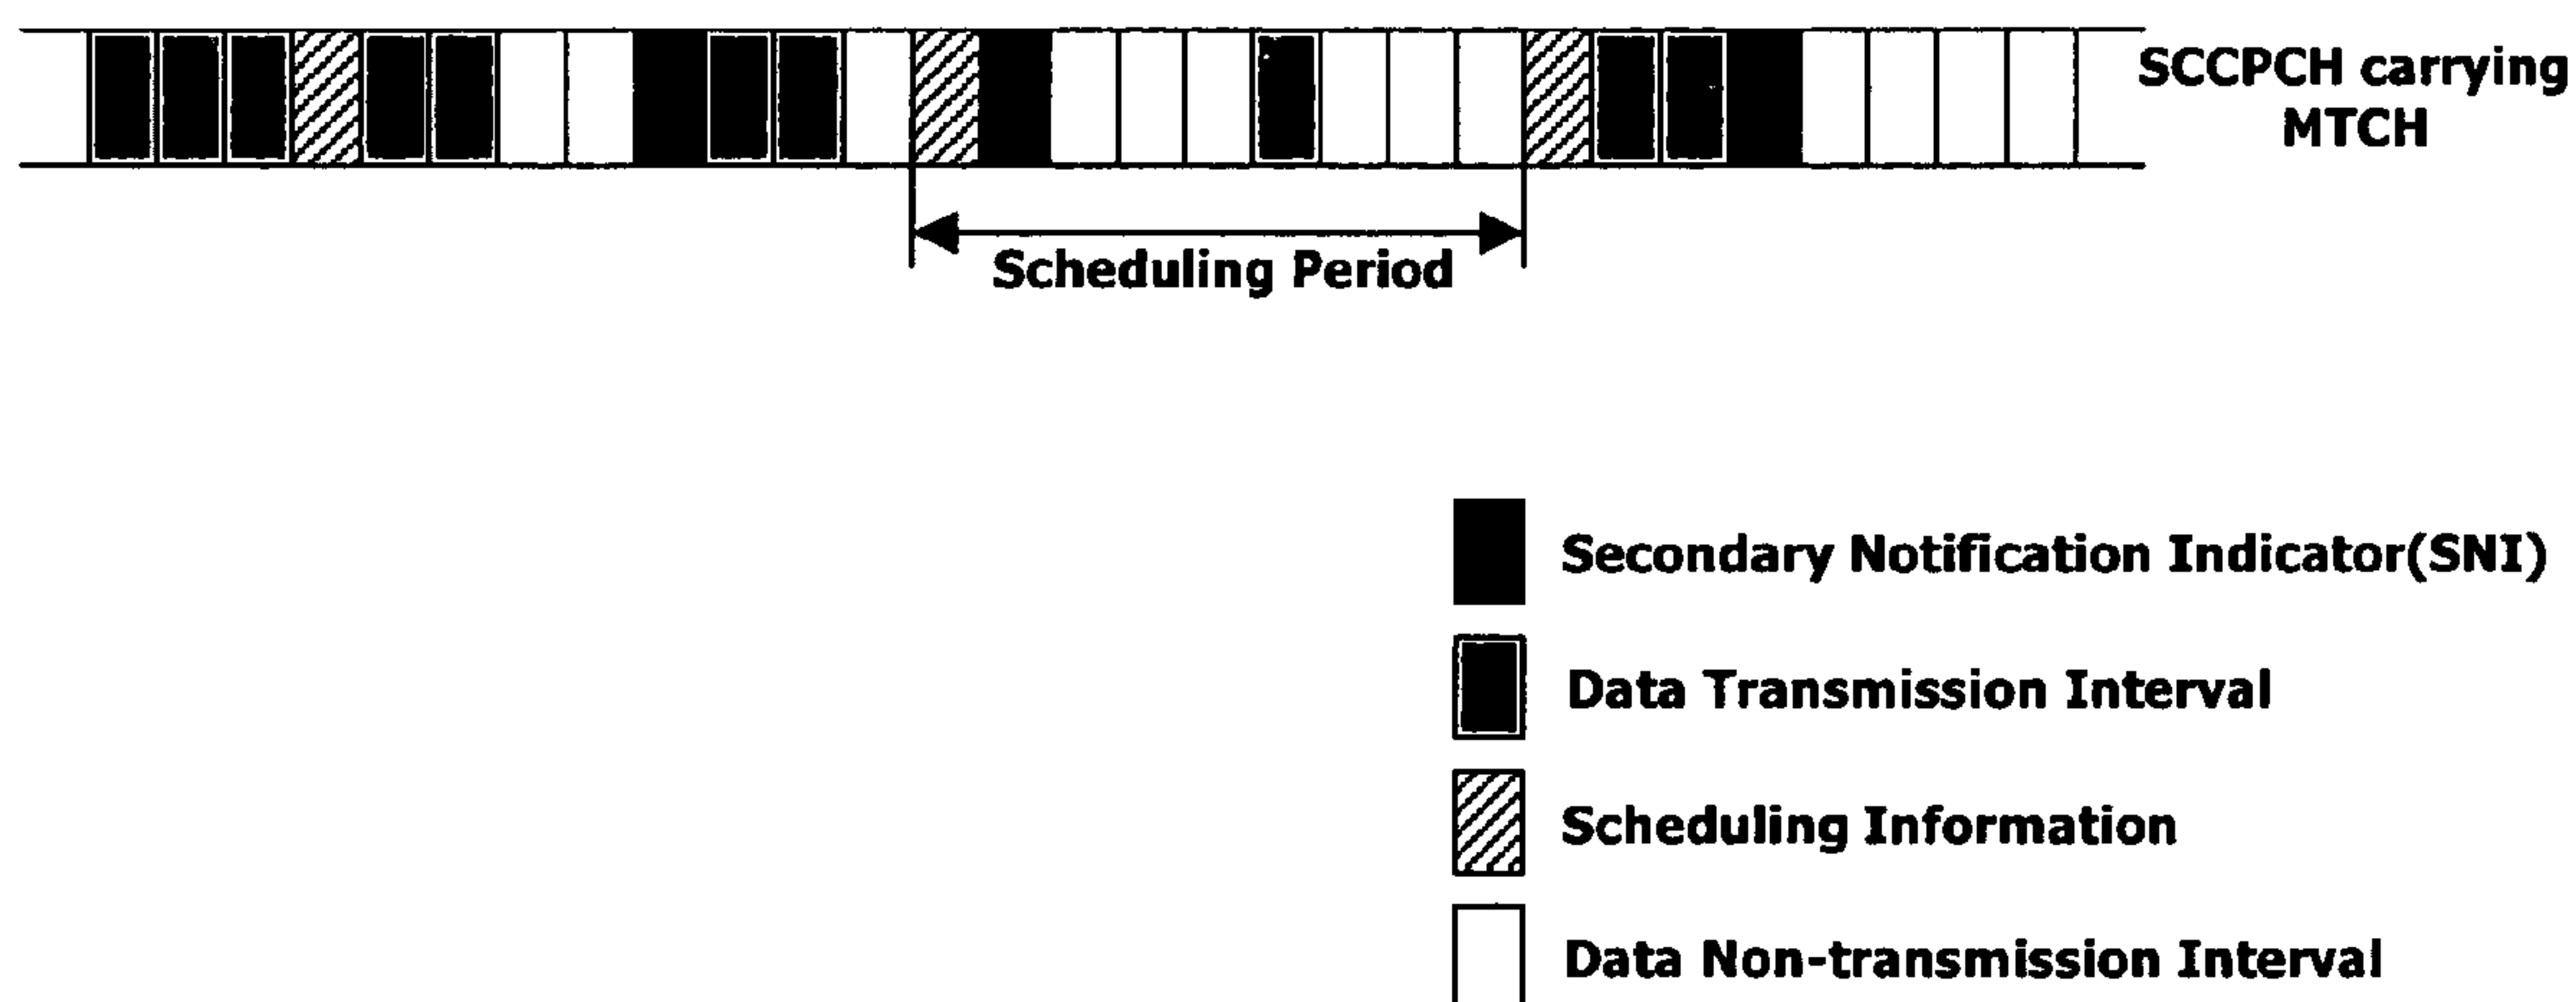 SCCPCH carrying
MTCH
Scheduling Period
Secondary Notification Indicator(SNI)
Data Transmission Interval
Scheduling Information
Data Non-transmission Interval